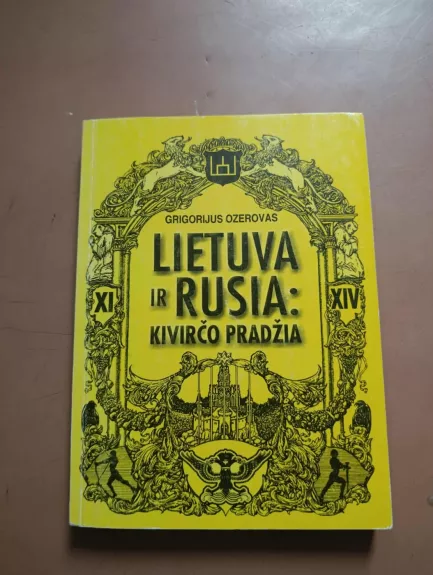 GRIGORIJUS OZEROVAS
LIETUVA
IR RUSIA:
XI
XIV
KIVIRČO PRADŽIA